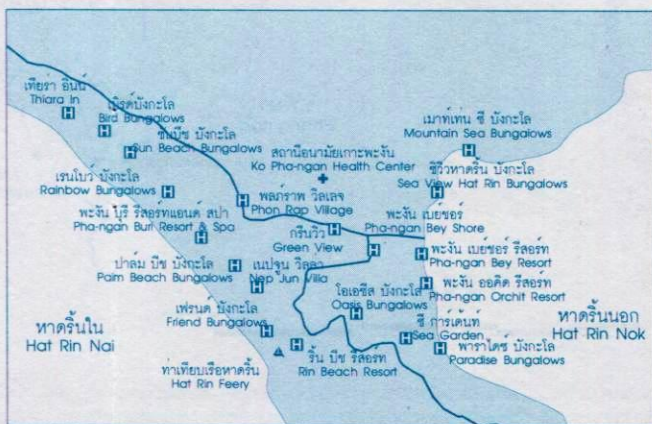 เทียร่า อินน์
Thiara In
เบิร์ดบังกะโล
Bird Bungalows
ซันบีช บังกะโล
Sun Beach Bungalows
เรนโบว์ บังกะโล
Rainbow Bungalows
พะงัน บุรี รีสอร์ทแอนด์ สปา
Pha-ngan Buri Resort & Spa
สถานีอนามัยเกาะพะงัน
Ko Pha-ngan Health Center
พลภ์ราพ วิลเลจ
Phon Rap Village
กรีนวิว
Green View
เมาท์เท่น ซี บังกะโล
Mountain Sea Bungalows
ซีวิวหาดริ้น บังกะโล
Sea View Hat Rin Bungalows
พะงัน เบย์ชอร์
Pha-ngan Bey Shore
พะงัน เบย์ชอร์ รีสอร์ท
Pha-ngan Bey Resort
พะงัน ออคิด รีสอร์ท
Pha-ngan Orchit Resort
ปาล์ม บีช บังกะโล
Palm Beach Bungalows
เนปจูน วิลลา
Nep Jun Villa
โอเอซีส บังกะโล
Oasis Bungalows
เฟรนด์ บังกะโล
Friend Bungalows
ซี การ์เด้นท์
Sea Garden
พาราไดซ์ บังกะโล
Paradise Bungalows
ริ้น บีช รีสอร์ท
Rin Beach Resort
ท่าเทียบเรือหาดริ้น
Hat Rin Feery
หาดริ้นใน
Hat Rin Nai
หาดริ้นนอก
Hat Rin Nok